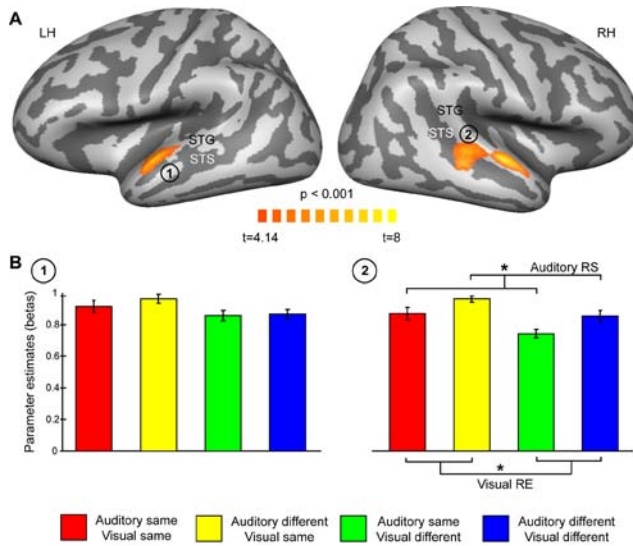 A
LH
RH
STG
STS
1
STG
STS
2
p < 0.001
t=4.14
t=8
B
1
2
* Auditory RS
Parameter estimates (betas)
1
0.8
0.6
0.4
0.2
0
*
Visual RE
Auditory same
Visual same
Auditory different
Visual same
Auditory same
Visual different
Auditory different
Visual different